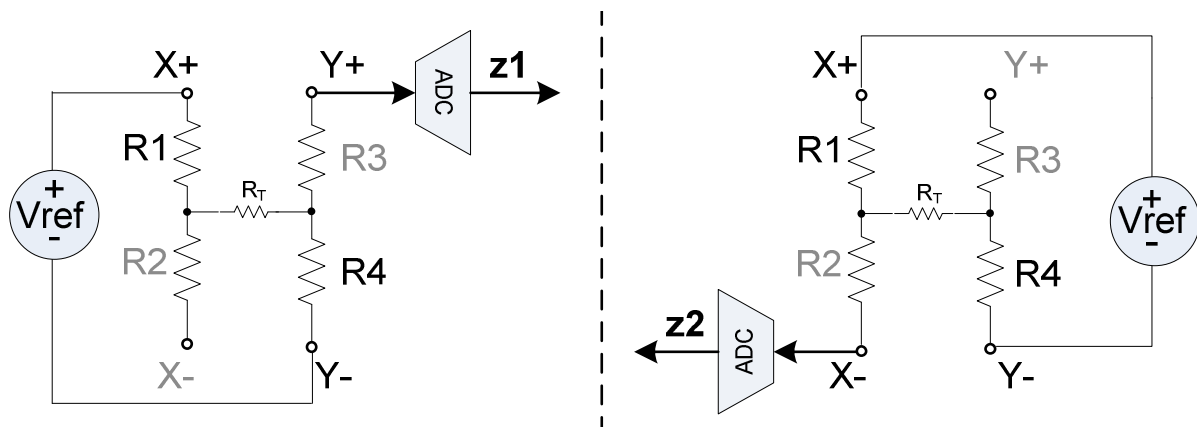 X+
Y+
ADC
z1
R1
R3
+
Vref
-
RT
R2
R4
X-
Y-
X+
Y+
R1
R3
RT
+
Vref
-
R2
R4
z2
ADC
X-
Y-